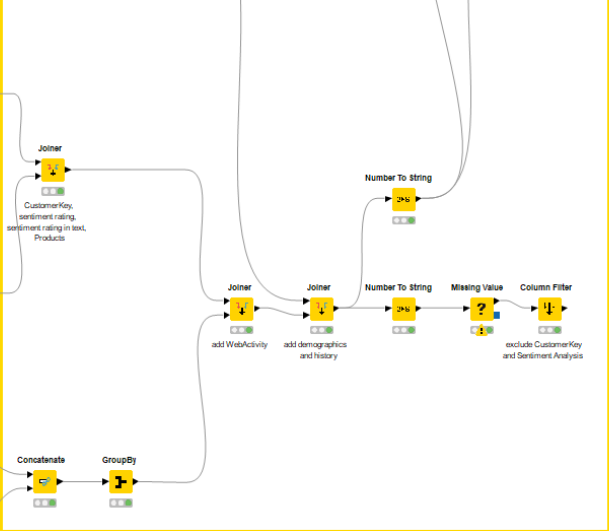 Joiner
CustomerKey,
sentiment rating,
sentiment rating in text,
Products
Number To String
Joiner
add WebActivity
Joiner
add demographics
and history
Number To String
Missing Value
Column Filter
exclude CustomerKey
and Sentiment Analysis
Concatenate
GroupBy